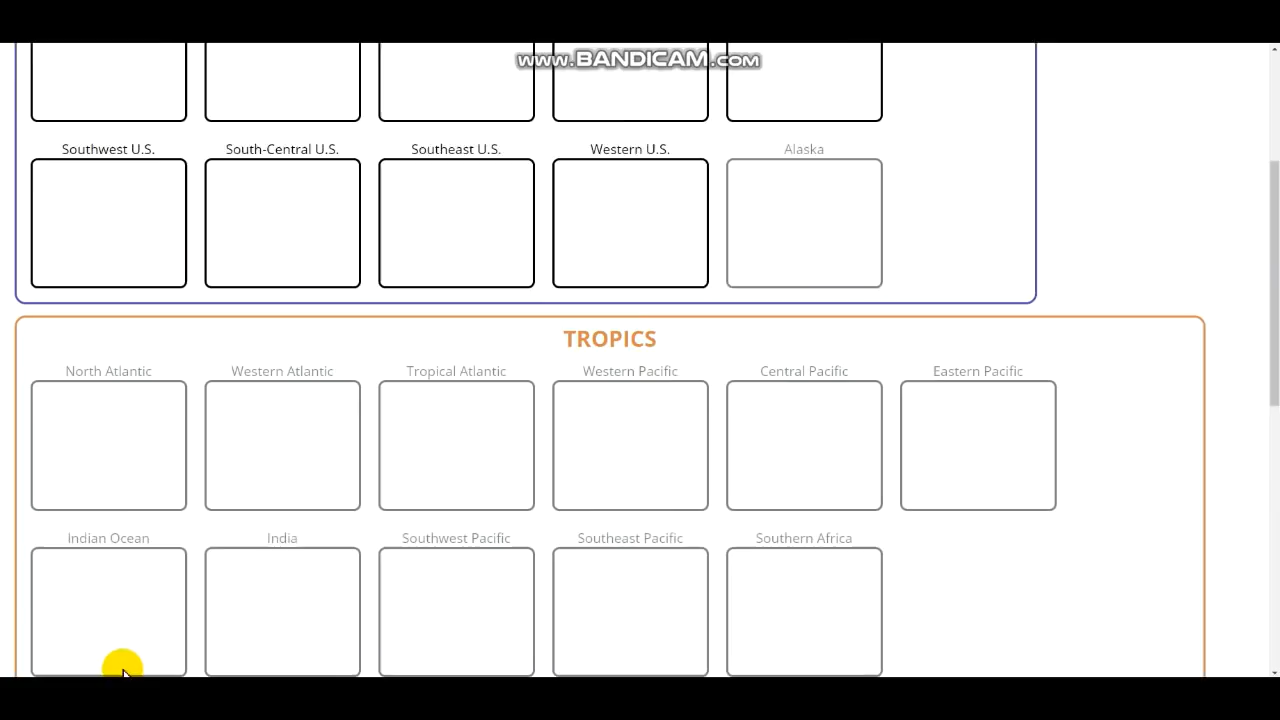 www.BANDICAM.com
Southwest U.S. South-Central U.S. Southeast U.S. Western U.S. Alaska
TROPICS
North Atlantic Western Atlantic Tropical Atlantic Western Pacific Central Pacific Eastern Pacific
Indian Ocean India Southwest Pacific Southeast Pacific Southern Africa